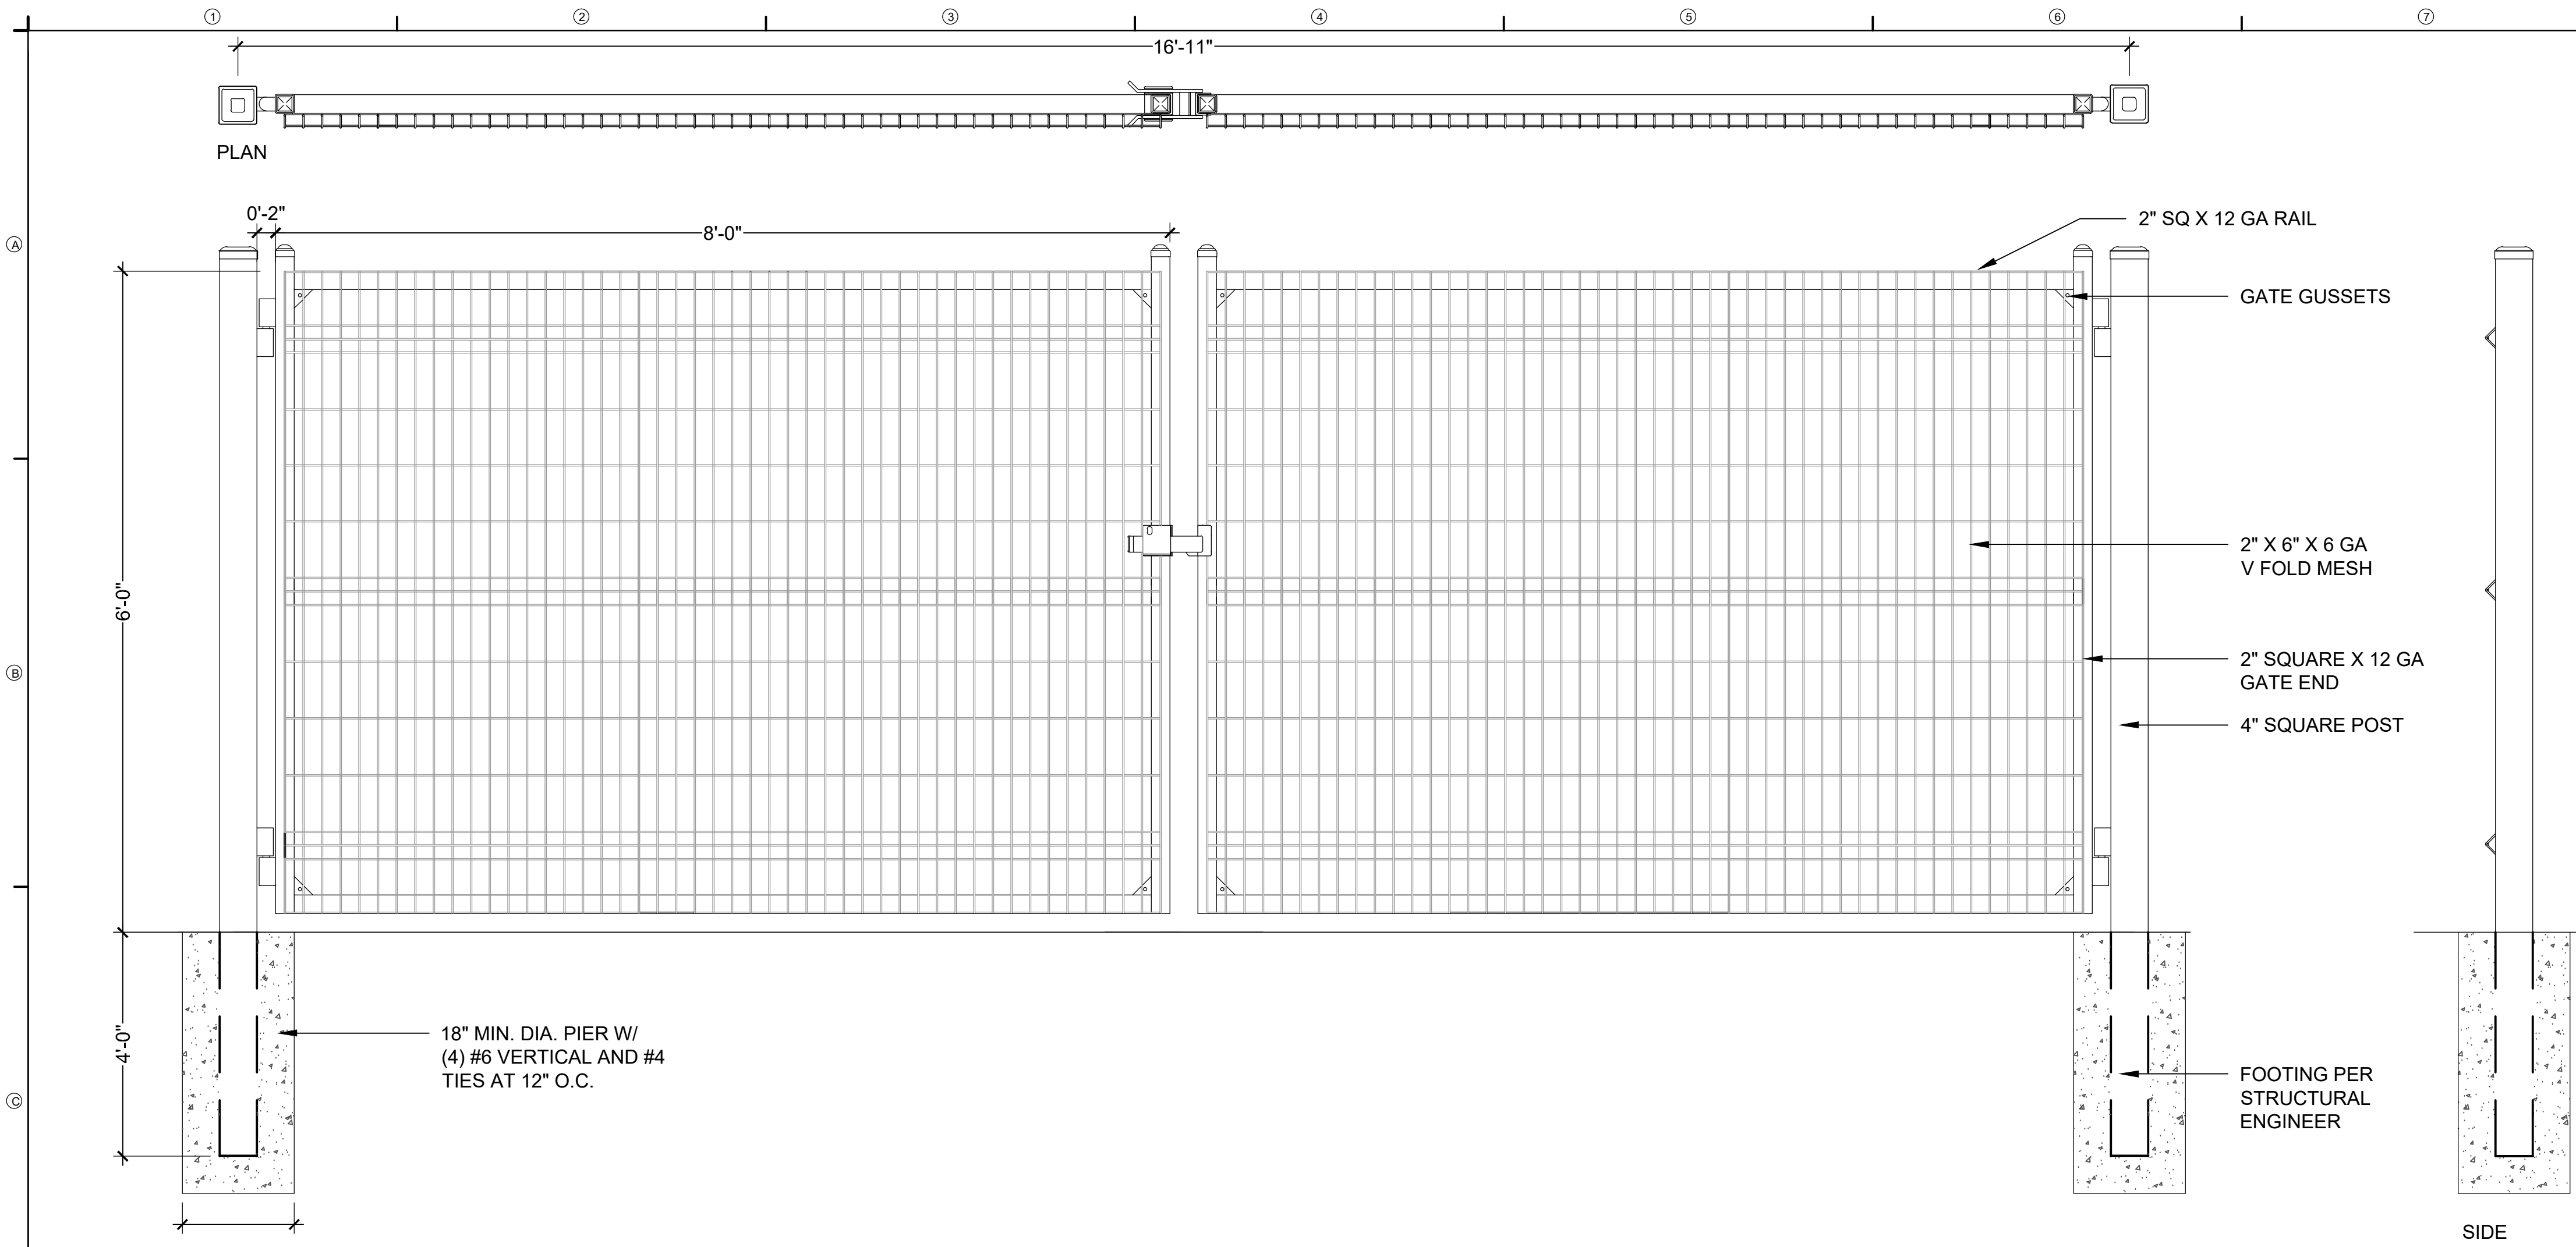 1 2 3 4 5 6 7
16'-11"
PLAN
0'-2"
8'-0"
2" SQ X 12 GA RAIL
A
GATE GUSSETS
2" X 6" X 6 GA
V FOLD MESH
6'-0"
2" SQUARE X 12 GA
GATE END
B
4" SQUARE POST
4'-0"
18" MIN. DIA. PIER W/
(4) #6 VERTICAL AND #4
TIES AT 12" O.C.
FOOTING PER
STRUCTURAL
ENGINEER
C
SIDE